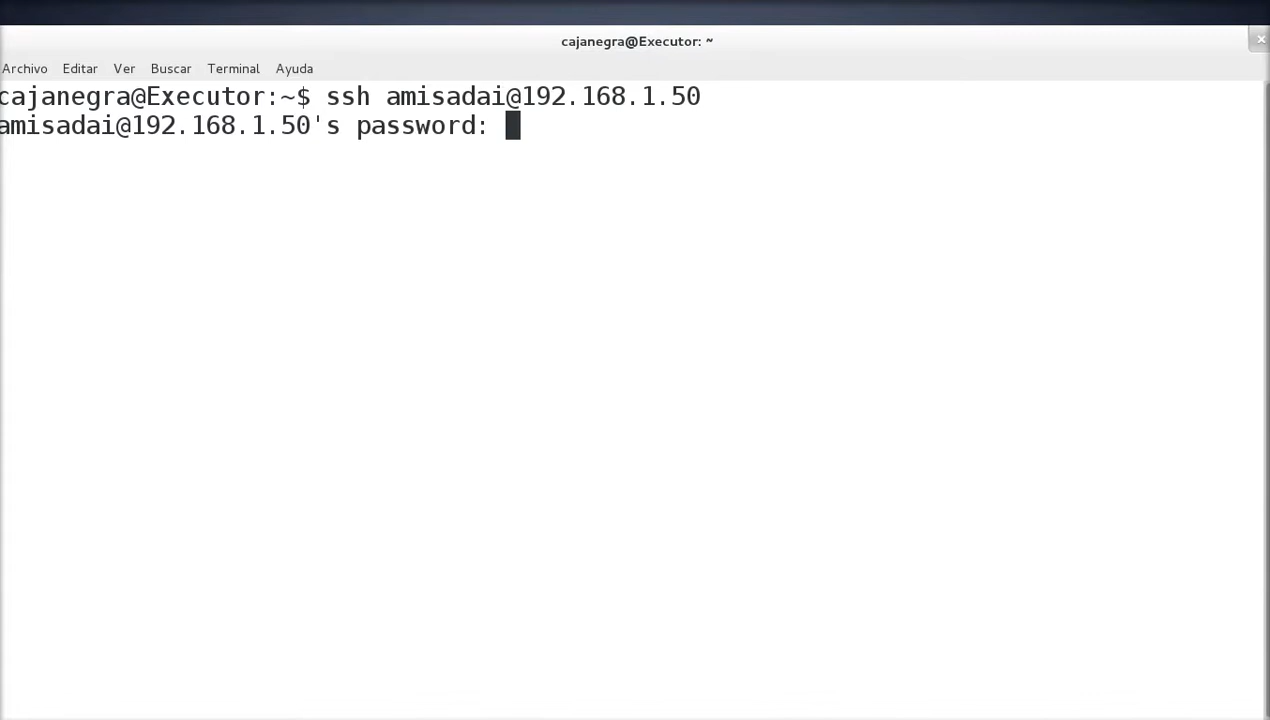 cajanegra@Executor: ~
×
Archivo Editar Ver Buscar Terminal Ayuda
cajanegra@Executor:~$ ssh amisadai@192.168.1.50
amisadai@192.168.1.50's password: